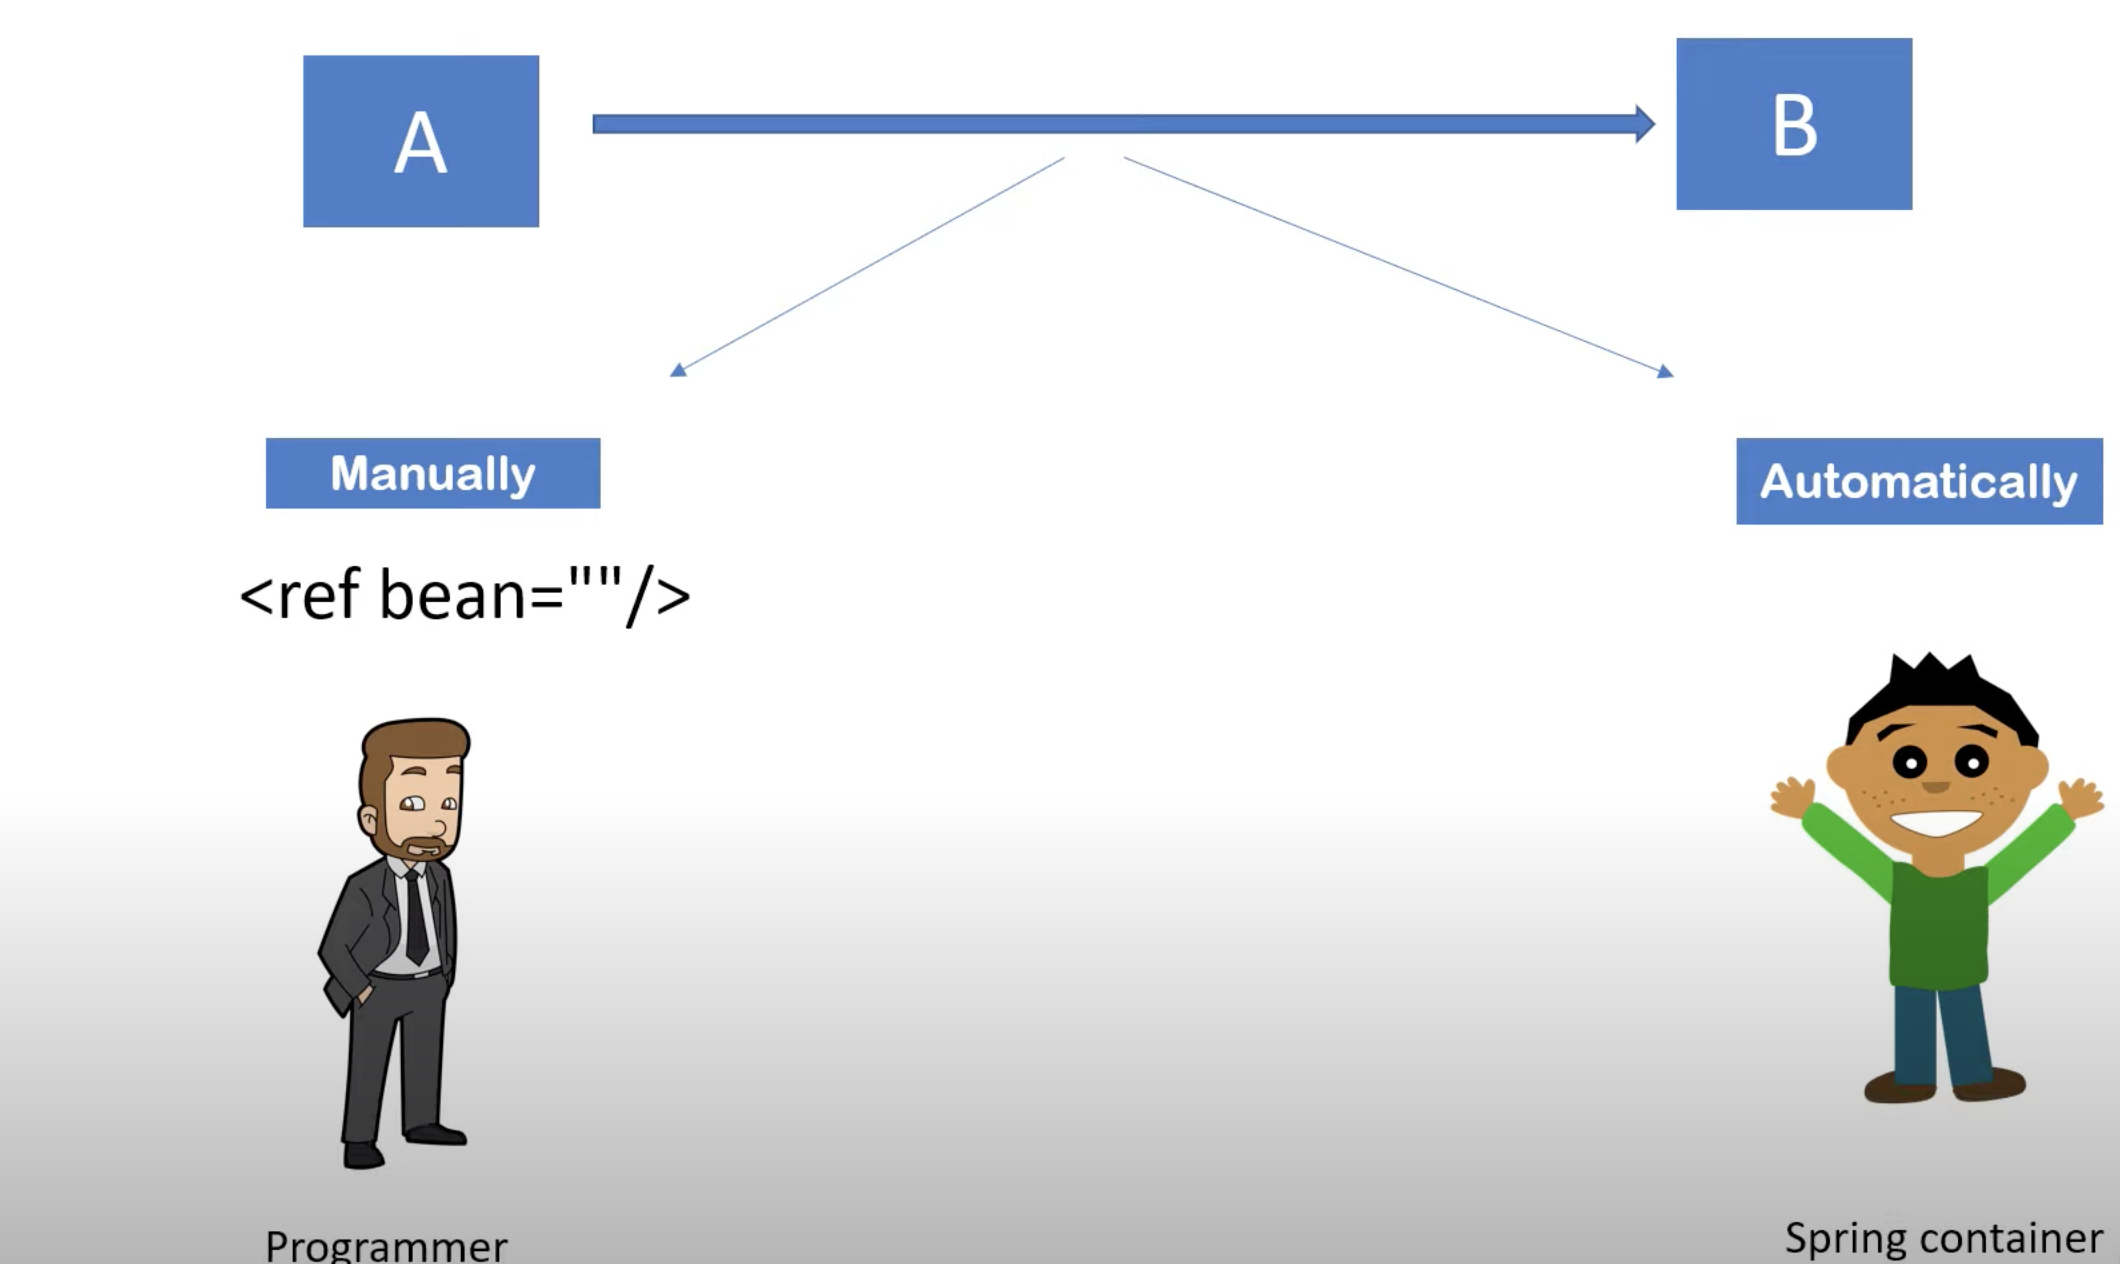 A
B
Manually
Automatically
<ref bean=""/>
Programmer
Spring container